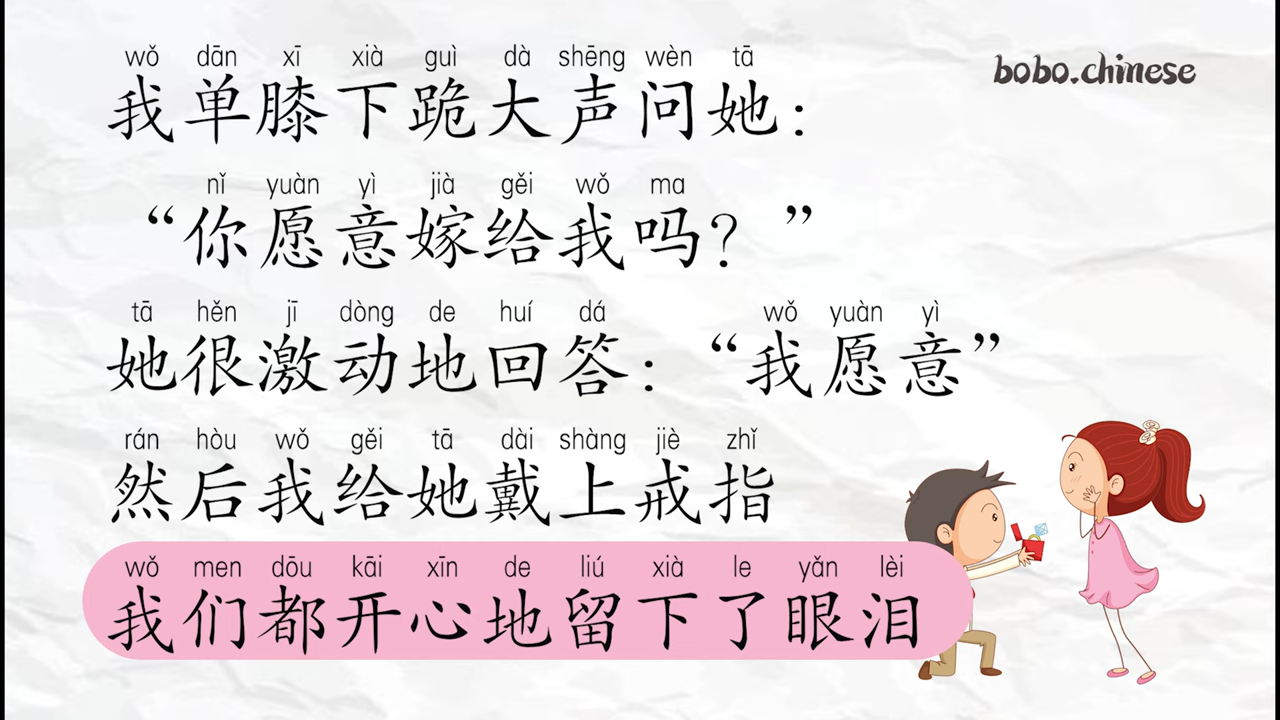 wǒ dān xī xià guì dà shēng wèn tā
bobo.chinese
我单膝下跪大声问她：
nǐ yuàn yì jià gěi wǒ ma
“你愿意嫁给我吗？”
tā hěn jī dòng de huí dá wǒ yuàn yì
她很激动地回答：“我愿意”
rán hòu wǒ gěi tā dài shàng jiè zhǐ
然后我给她戴上戒指
wǒ men dōu kāi xīn de liú xià le yǎn lèi
我们都开心地留下了眼泪